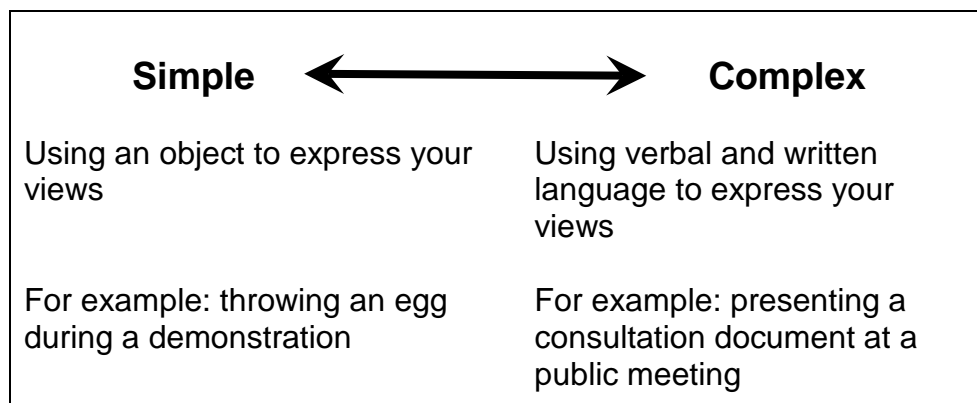 Simple
Complex
Using an object to express your
views
Using verbal and written
language to express your
views
For example: throwing an egg
during a demonstration
For example: presenting a
consultation document at a
public meeting